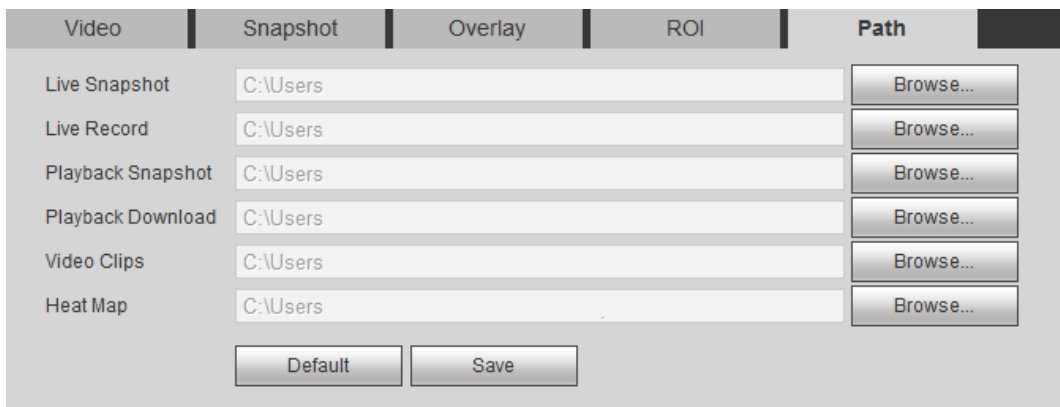 Video Snapshot Overlay ROI Path
Live Snapshot C:\Users Browse...
Live Record C:\Users Browse...
Playback Snapshot C:\Users Browse...
Playback Download C:\Users Browse...
Video Clips C:\Users Browse...
Heat Map C:\Users Browse...
Default Save